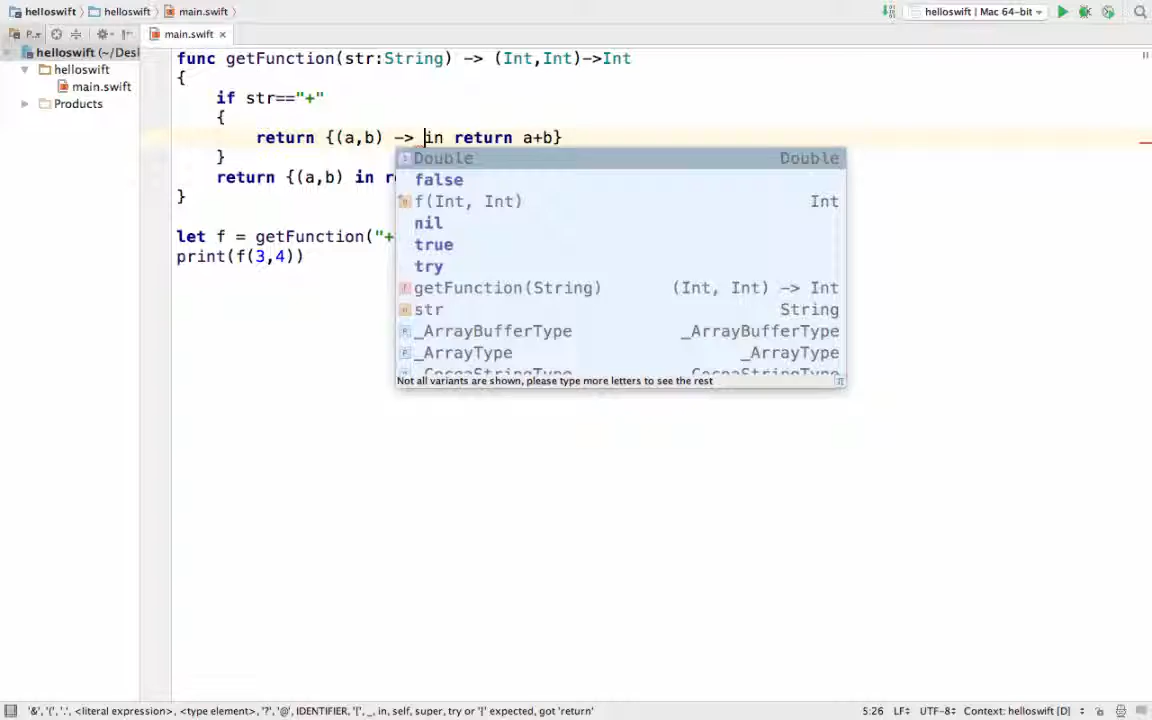 helloswift helloswift main.swift helloswift | Mac 64-bit
P.. main.swift ×
helloswift (~/Desl
helloswift
main.swift
Products
func getFunction(str:String) -> (Int,Int)->Int
{
if str=="+"
{
return {(a,b) -> in return a+b}
}
return {(a,b) in r
}
let f = getFunction("+
print(f(3,4))
Double Double
false
f(Int, Int) Int
nil
true
try
getFunction(String) (Int, Int) -> Int
str String
_ArrayBufferType _ArrayBufferType
_ArrayType _ArrayType
_CocoaStringType _CocoaStringType
Not all variants are shown, please type more letters to see the rest π
'&', '(', '.', <literal expression>, <type element>, '?', '@', IDENTIFIER, '[', _, in, self, super, try or '}' expected, got 'return' 5:26 LF÷ UTF-8÷ Context: helloswift [D]